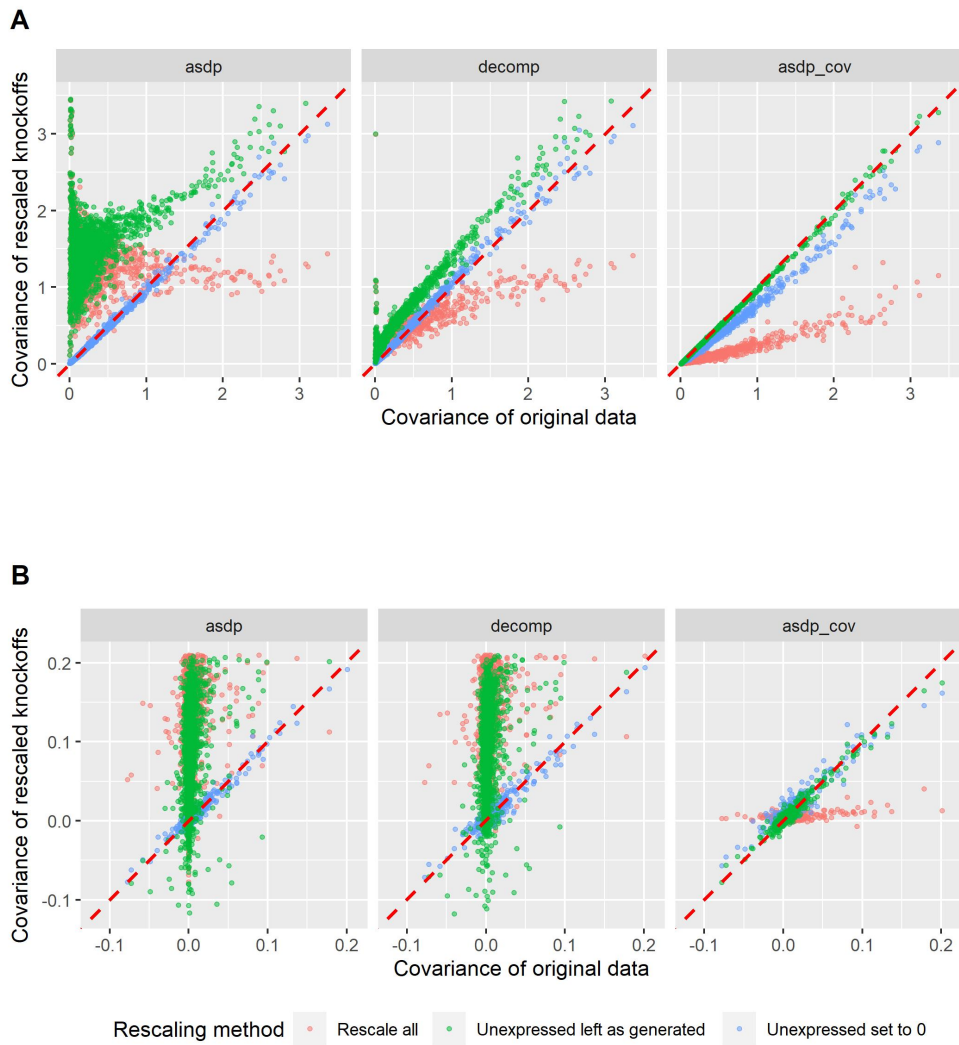 A
asdp decomp asdp_cov
Covariance of rescaled knockoffs
3
2
1
0
0 1 2 3 0 1 2 3 0 1 2 3
Covariance of original data
B
asdp decomp asdp_cov
Covariance of rescaled knockoffs
0.2
0.1
0.0
-0.1
-0.1 0.0 0.1 0.2 -0.1 0.0 0.1 0.2 -0.1 0.0 0.1 0.2
Covariance of original data
Rescaling method Rescale all Unexpressed left as generated Unexpressed set to 0